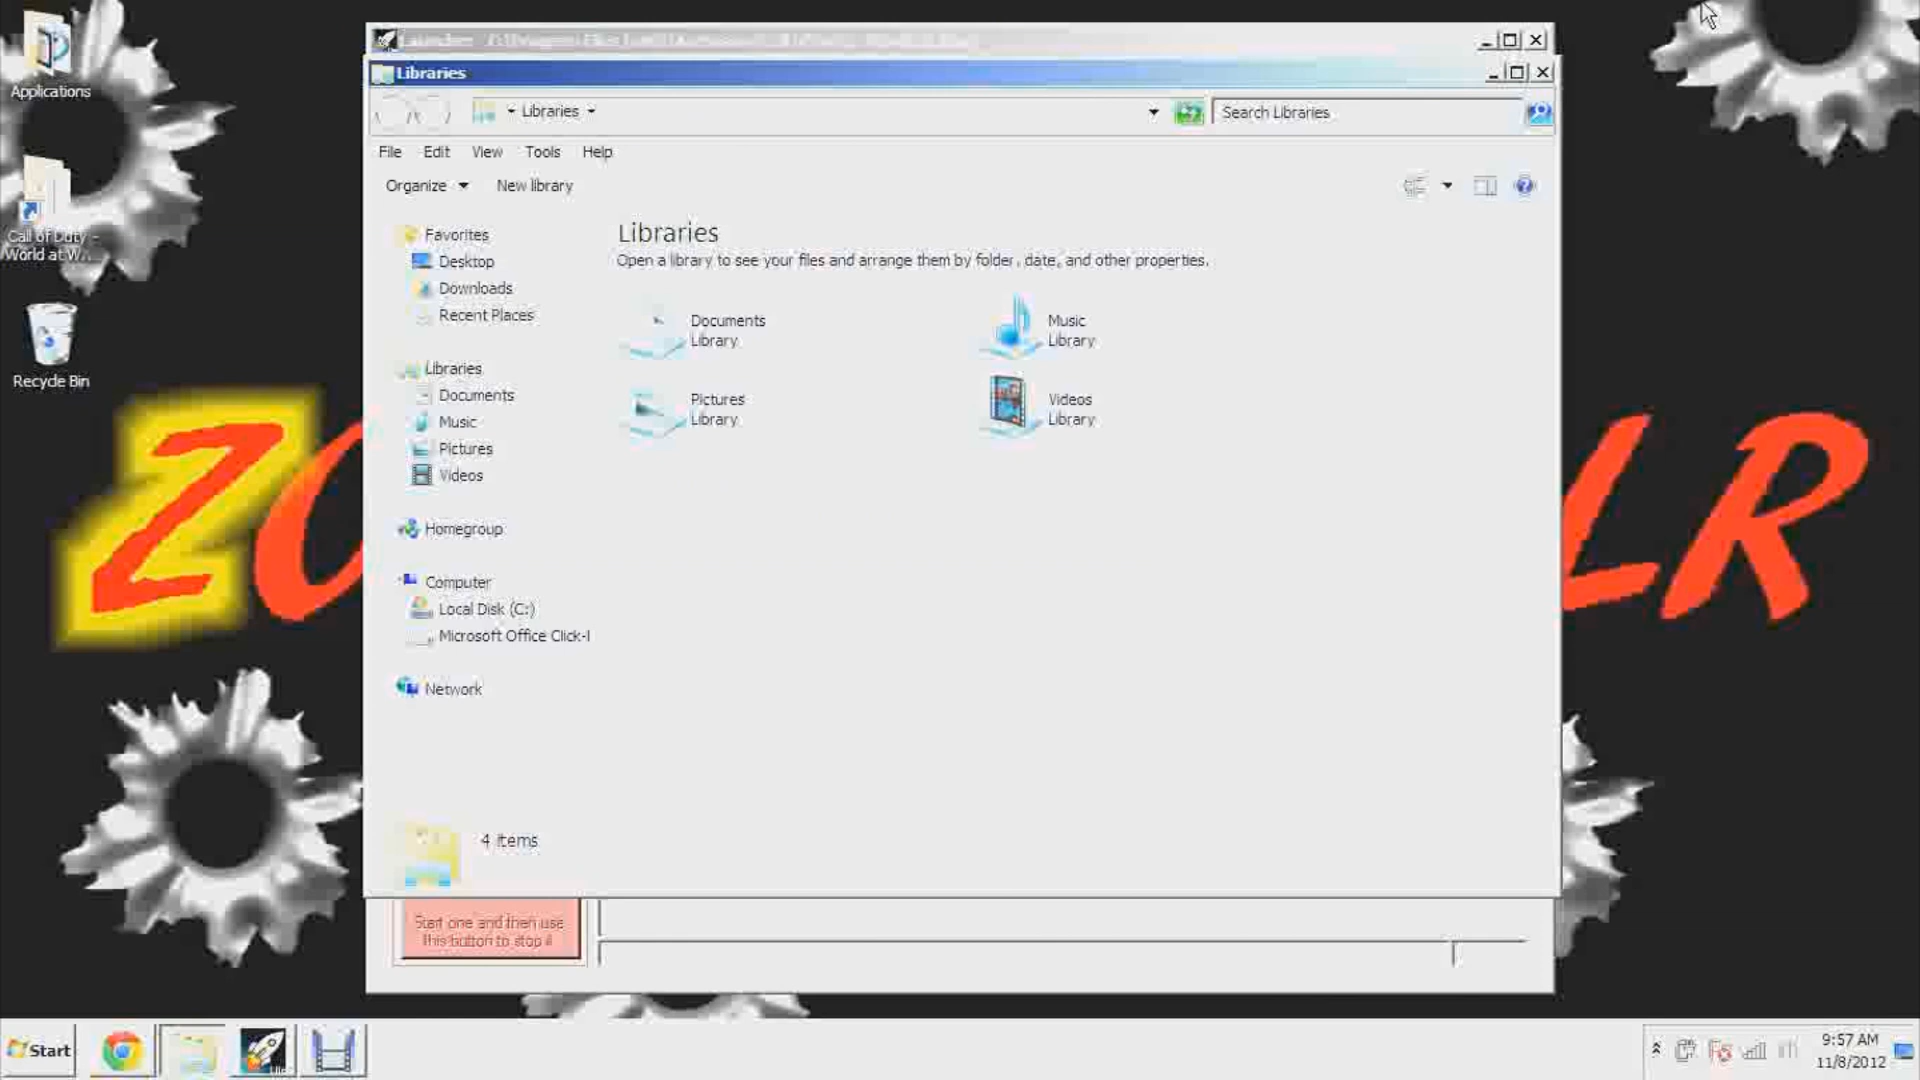 Applications
Call of Duty -
World at W...
Recycle Bin
Launcher
Libraries
Libraries
Search Libraries
File Edit View Tools Help
Organize New library
Favorites
Desktop
Downloads
Recent Places
Libraries
Documents
Music
Pictures
Videos
Homegroup
Computer
Local Disk (C:)
Microsoft Office Click-I
Network
Libraries
Open a library to see your files and arrange them by folder, date, and other properties.
Documents
Library
Music
Library
Pictures
Library
Videos
Library
4 items
Start one and then use
this button to stop it
ZO
LR
Start
9:57 AM
11/8/2012